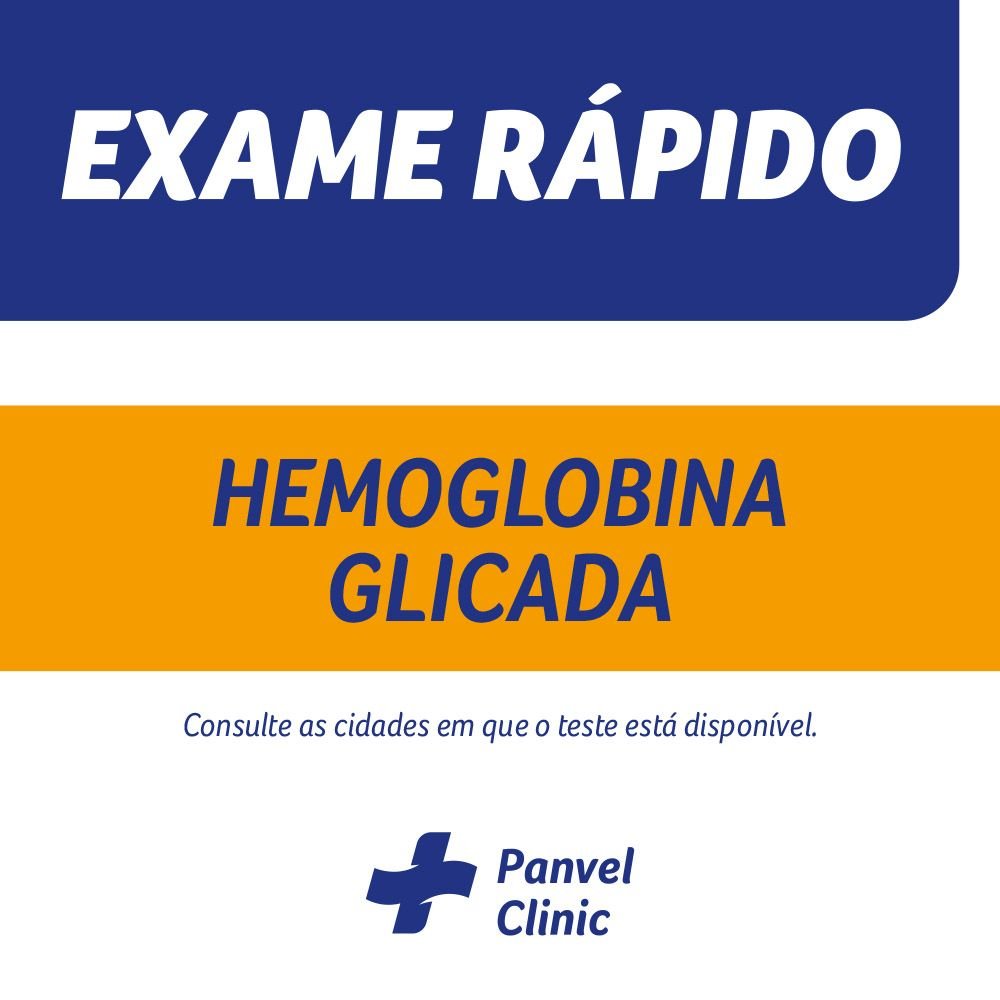 EXAME RÁPIDO
HEMOGLOBINA
GLICADA
Consulte as cidades em que o teste está disponível.
Panvel
Clinic